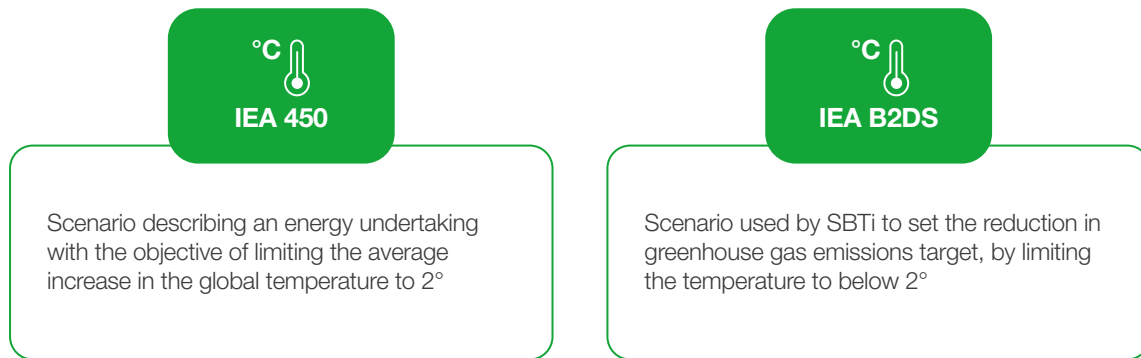 °C
IEA 450
Scenario describing an energy undertaking
with the objective of limiting the average
increase in the global temperature to 2°
°C
IEA B2DS
Scenario used by SBTi to set the reduction in
greenhouse gas emissions target, by limiting
the temperature to below 2°